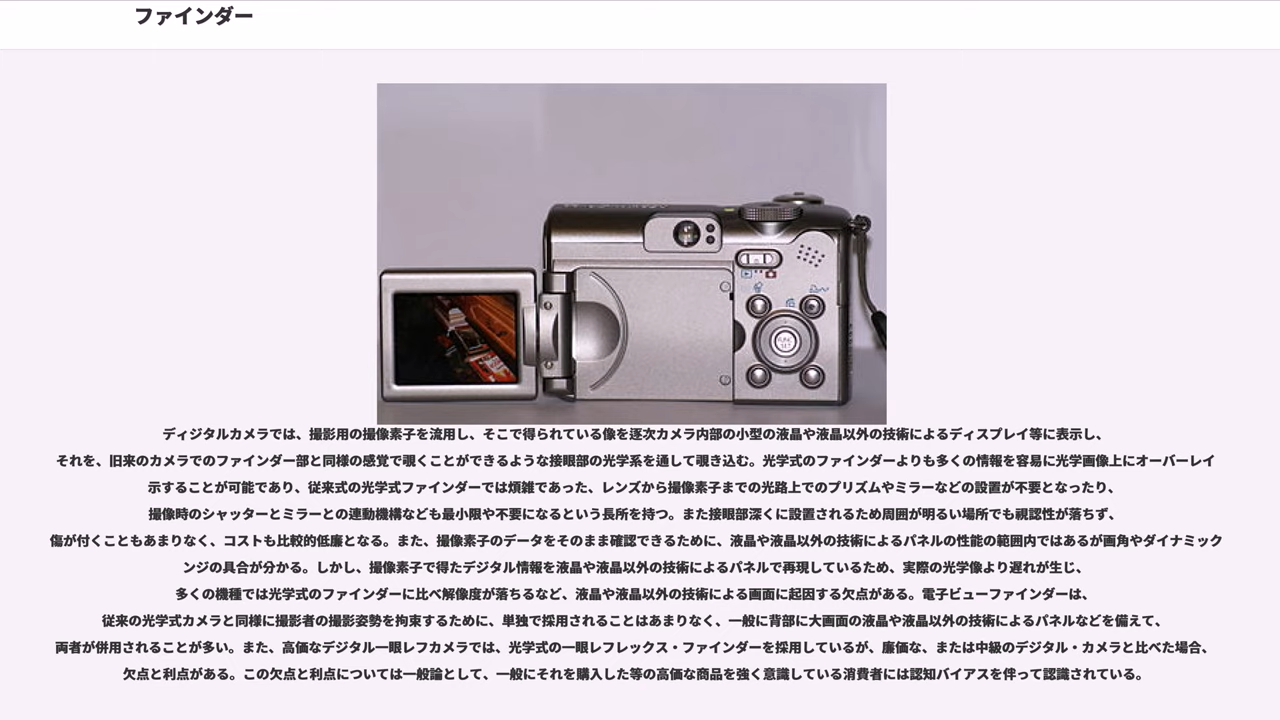 ファインダー
FUNC. SET
ディジタルカメラでは、撮影用の撮像素子を流用し、そこで得られている像を逐次カメラ内部の小型の液晶や液晶以外の技術によるディスプレイ等に表示し、
それを、旧来のカメラでのファインダー部と同様の感覚で覗くことができるような接眼部の光学系を通して覗き込む。光学式のファインダーよりも多くの情報を容易に光学画像上にオーバーレイ
示することが可能であり、従来式の光学式ファインダーでは煩雑であった、レンズから撮像素子までの光路上でのプリズムやミラーなどの設置が不要となったり、
撮像時のシャッターとミラーとの連動機構なども最小限や不要になるという長所を持つ。また接眼部深くに設置されるため周囲が明るい場所でも視認性が落ちず、
傷が付くこともあまりなく、コストも比較的低廉となる。また、撮像素子のデータをそのまま確認できるために、液晶や液晶以外の技術によるパネルの性能の範囲内ではあるが画角やダイナミック
ンジの具合が分かる。しかし、撮像素子で得たデジタル情報を液晶や液晶以外の技術によるパネルで再現しているため、実際の光学像より遅れが生じ、
多くの機種では光学式のファインダーに比べ解像度が落ちるなど、液晶や液晶以外の技術による画面に起因する欠点がある。電子ビューファインダーは、
従来の光学式カメラと同様に撮影者の撮影姿勢を拘束するために、単独で採用されることはあまりなく、一般に背部に大画面の液晶や液晶以外の技術によるパネルなどを備えて、
両者が併用されることが多い。また、高価なデジタル一眼レフカメラでは、光学式の一眼レフレックス・ファインダーを採用しているが、廉価な、または中級のデジタル・カメラと比べた場合、
欠点と利点がある。この欠点と利点については一般論として、一般にそれを購入した等の高価な商品を強く意識している消費者には認知バイアスを伴って認識されている。